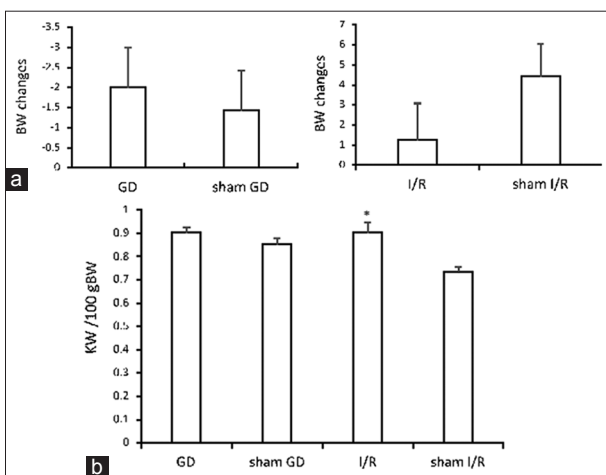 -3.5
-3
-2.5
-2
-1.5
-1
-0.5
0
BW changes
GD
sham GD
7
6
5
4
3
2
1
0
BW changes
I/R
sham I/R
a
1
0.9
0.8
0.7
0.6
0.5
0.4
0.3
0.2
0.1
0
KW /100 gBW
*
GD
sham GD
I/R
sham I/R
b